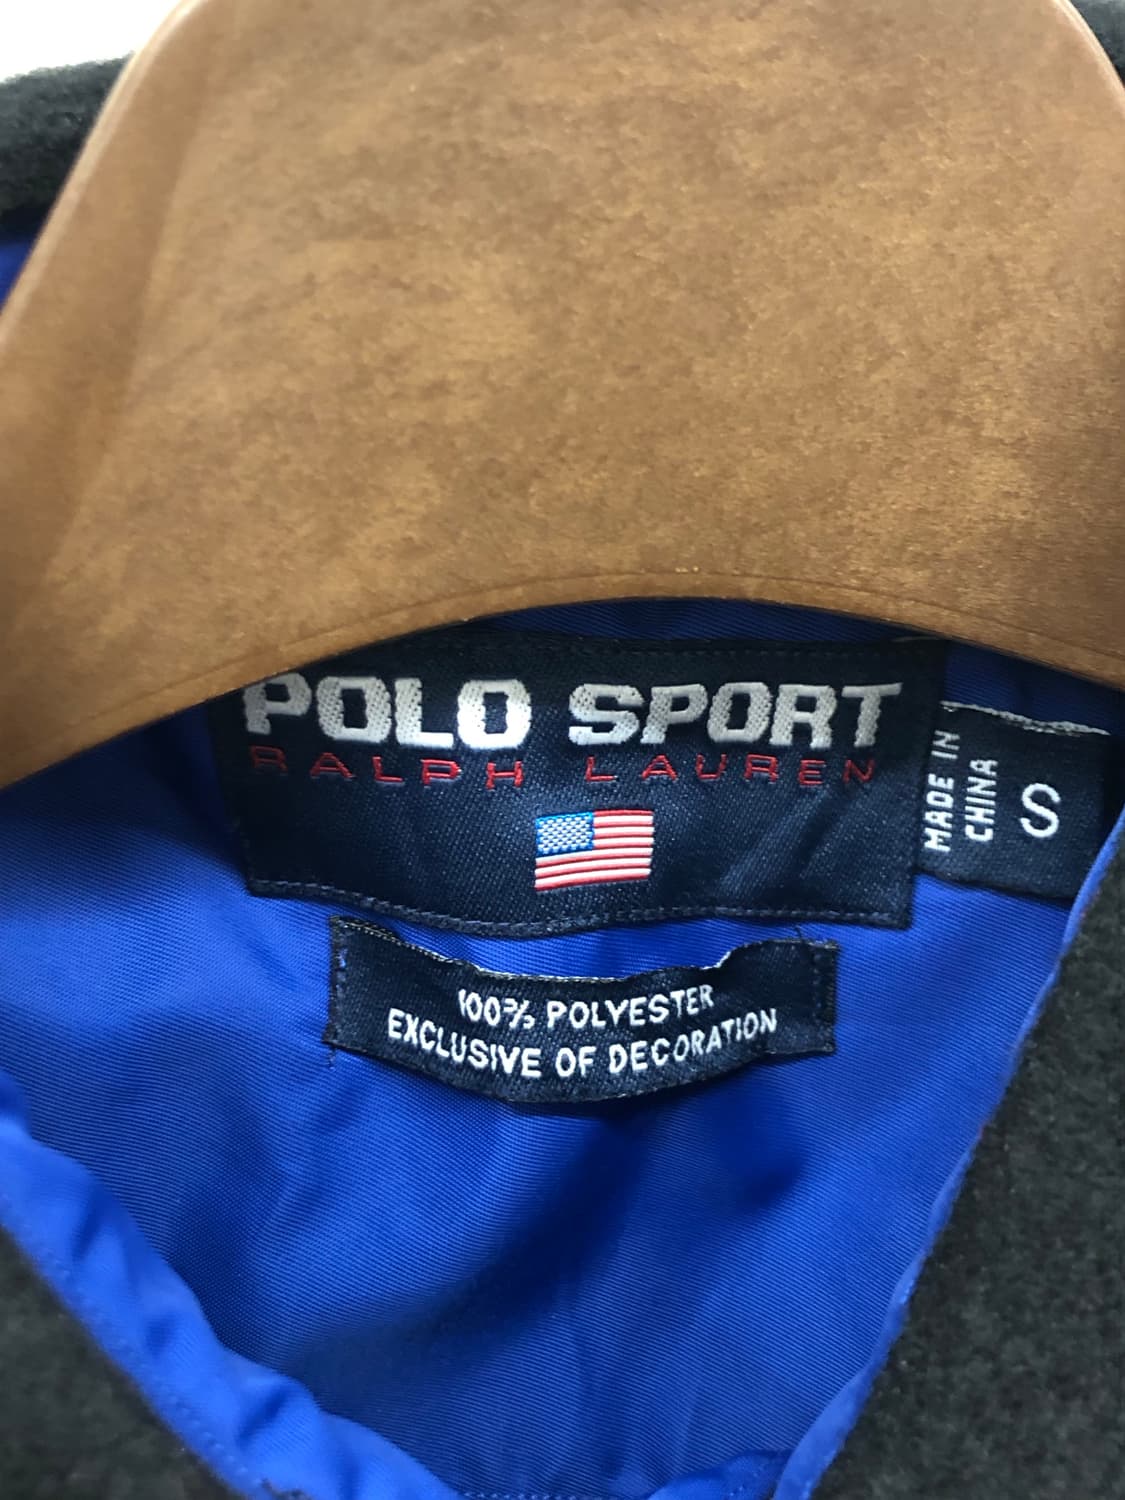 POLO SPORT
RALPH LAUREN
MADE IN
CHINA
S
100% POLYESTER
EXCLUSIVE OF DECORATION